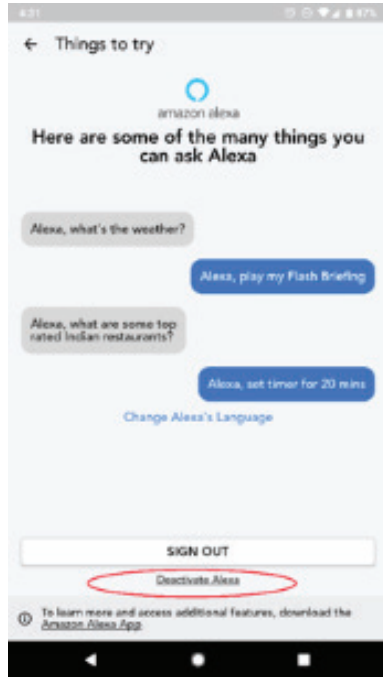 4:31
87%
Things to try
amazon alexa
Here are some of the many things you
can ask Alexa
Alexa, what's the weather?
Alexa, play my Flash Briefing
Alexa, what are some top
rated Indian restaurants?
Alexa, set timer for 20 mins
Change Alexa's Language
SIGN OUT
Deactivate Alexa
To learn more and access additional features, download the
Amazon Alexa App.